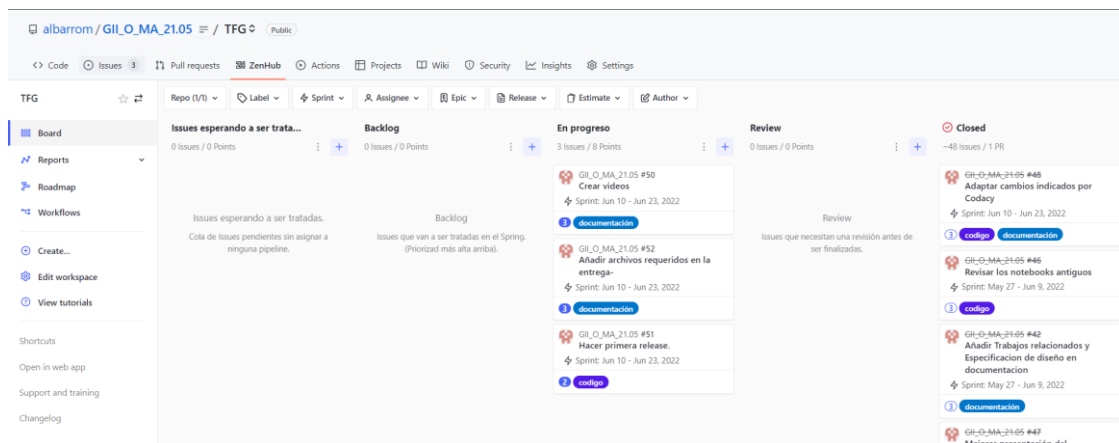 albarrom / GII_O_MA_21.05 / TFG Public
Code Issues 3 Pull requests ZenHub Actions Projects Wiki Security Insights Settings
TFG
Board
Reports
Roadmap
Workflows
Create...
Edit workspace
View tutorials
Shortcuts
Open in web app
Support and training
Changelog
Repo (1/1) Label Sprint Assignee Epic Release Estimate Author
Issues esperando a ser trata...
0 Issues / 0 Points
Issues esperando a ser tratadas.
Cola de Issues pendientes sin asignar a
ninguna pipeline.
Backlog
0 Issues / 0 Points
Backlog
Issues que van a ser tratadas en el Spring.
(Priorizad más alta arriba).
En progreso
3 Issues / 8 Points
GII_O_MA_21.05 #50
Crear videos
Sprint: Jun 10 - Jun 23, 2022
3 documentación
GII_O_MA_21.05 #52
Añadir archivos requeridos en la
entrega-
Sprint: Jun 10 - Jun 23, 2022
3 documentación
GII_O_MA_21.05 #51
Hacer primera release.
Sprint: Jun 10 - Jun 23, 2022
2 codigo
Review
0 Issues / 0 Points
Review
Issues que necesitan una revisión antes de
ser finalizadas.
Closed
~48 Issues / 1 PR
GII_O_MA_21.05 #48
Adaptar cambios indicados por
Codacy
Sprint: Jun 10 - Jun 23, 2022
3 codigo documentación
GII_O_MA_21.05 #46
Revisar los notebooks antiguos
Sprint: May 27 - Jun 9, 2022
3 codigo
GII_O_MA_21.05 #42
Añadir Trabajos relacionados y
Especificacion de diseño en
documentacion
Sprint: May 27 - Jun 9, 2022
3 documentación
GII_O_MA_21.05 #47
Mejorar presentación del